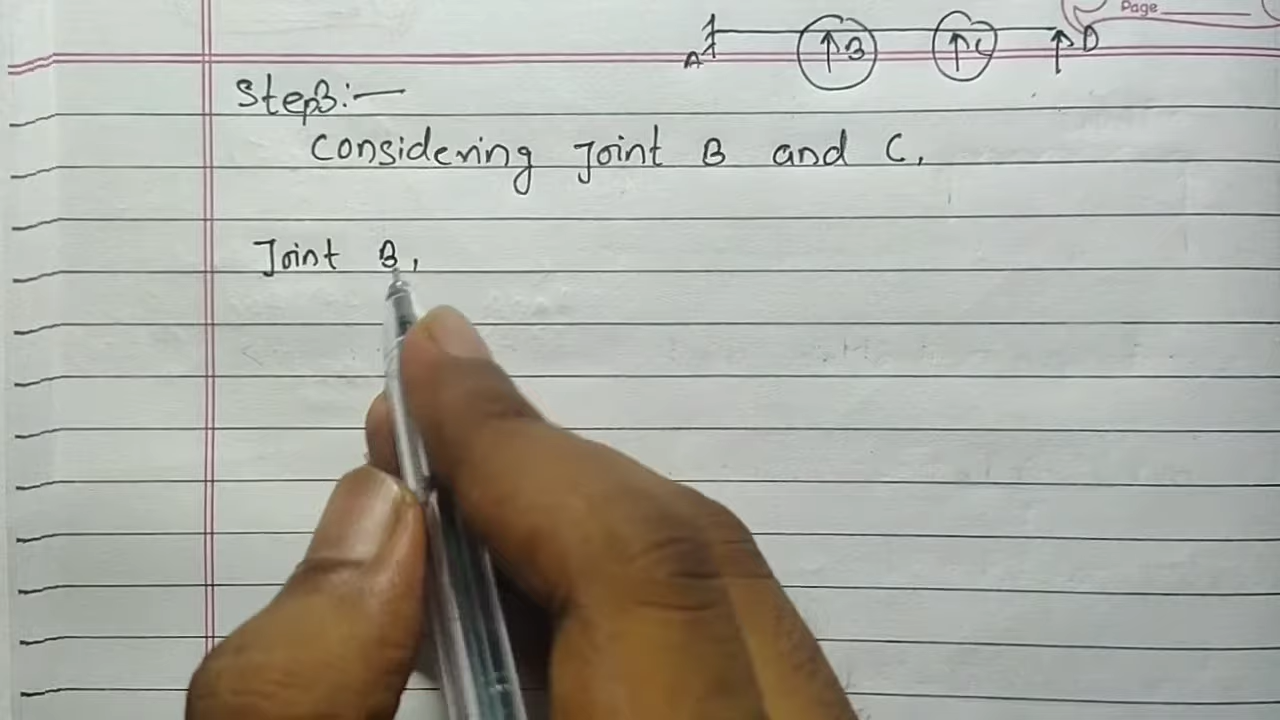 Page
A B C D
Step3:-
Considering Joint B and C,
Joint B,